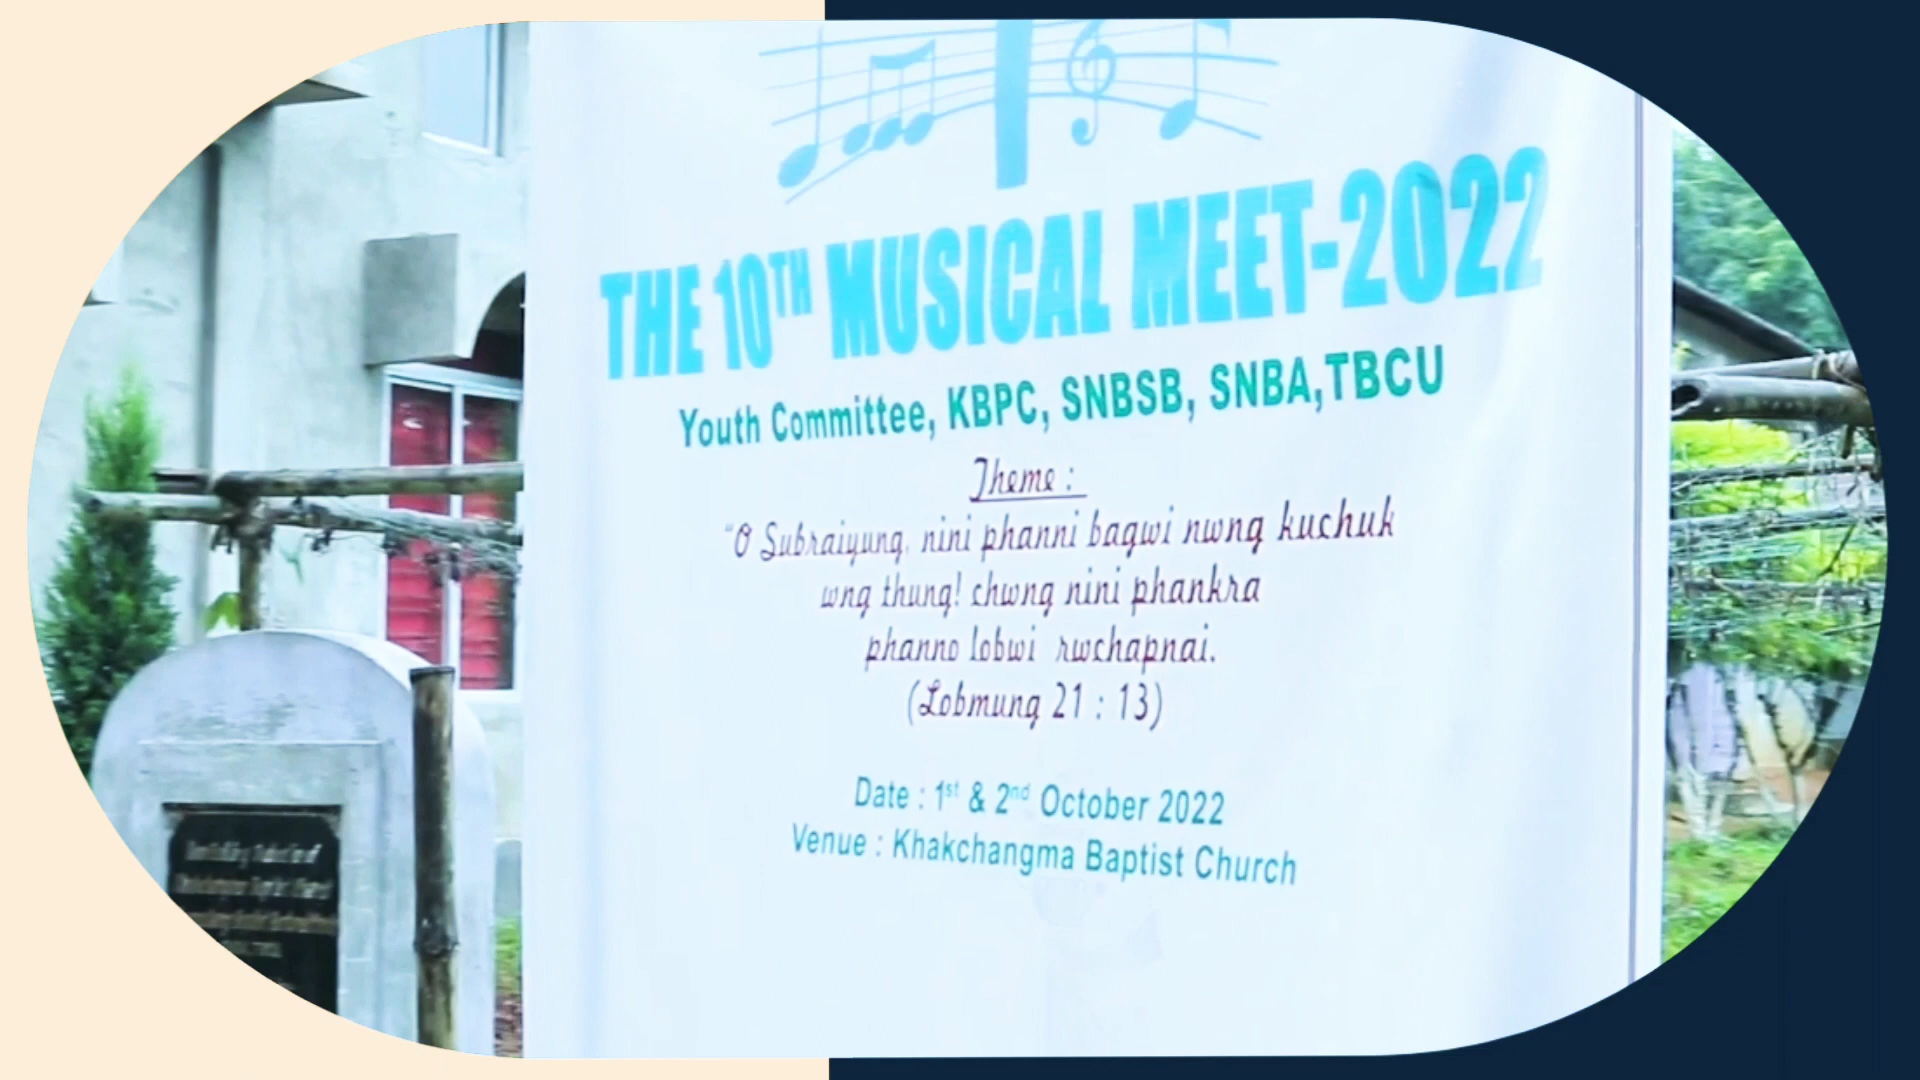 THE 10TH MUSICAL MEET-2022
Youth Committee, KBPC, SNBSB, SNBA,TBCU
Theme :
"O Subraiyung, nini phanni bagwi nwng kuchuk
wng thung! chwng nini phankra
phanno lobwi rwchapnai.
(Lobmung 21 : 13)
Date : 1st & 2nd October 2022
Venue : Khakchangma Baptist Church